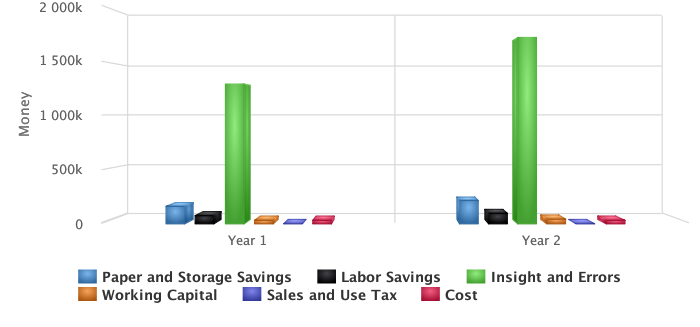 2 000k
1 500k
1 000k
500k
0
Money
Year 1 Year 2
Paper and Storage Savings Labor Savings Insight and Errors
Working Capital Sales and Use Tax Cost